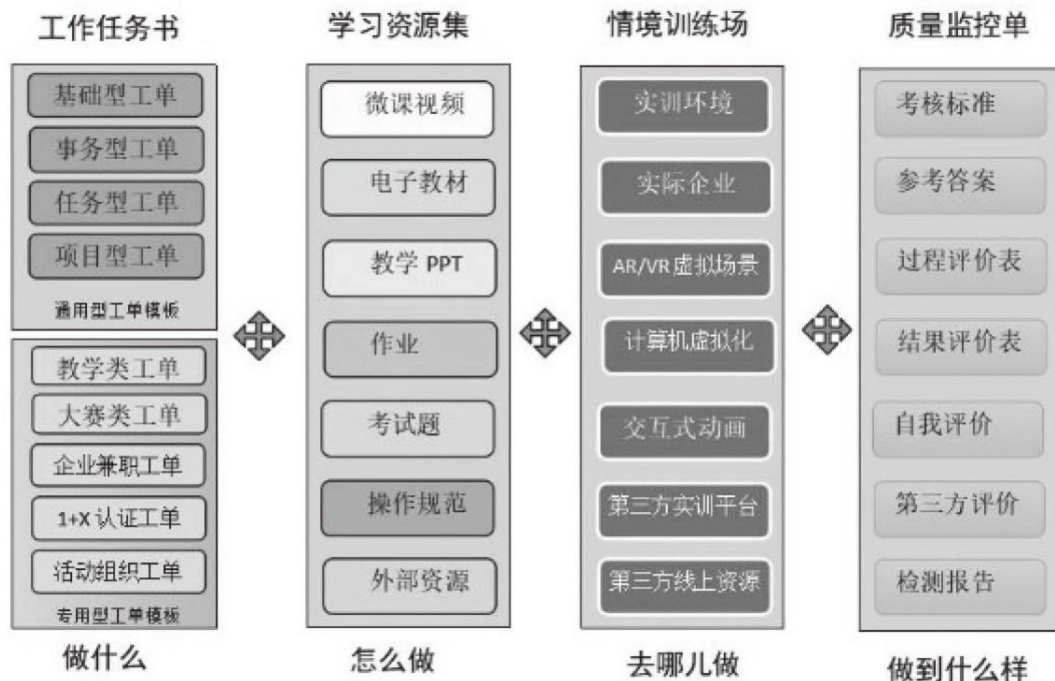 工作任务书
基础型工单
事务型工单
任务型工单
项目型工单
通用型工单模板
教学类工单
大赛类工单
企业兼职工单
1+X 认证工单
活动组织工单
专用型工单模板
做什么
学习资源集
微课视频
电子教材
教学 PPT
作业
考试题
操作规范
外部资源
怎么做
情境训练场
实训环境
实际企业
AR/VR 虚拟场景
计算机虚拟化
交互式动画
第三方实训平台
第三方线上资源
去哪儿做
质量监控单
考核标准
参考答案
过程评价表
结果评价表
自我评价
第三方评价
检测报告
做到什么样